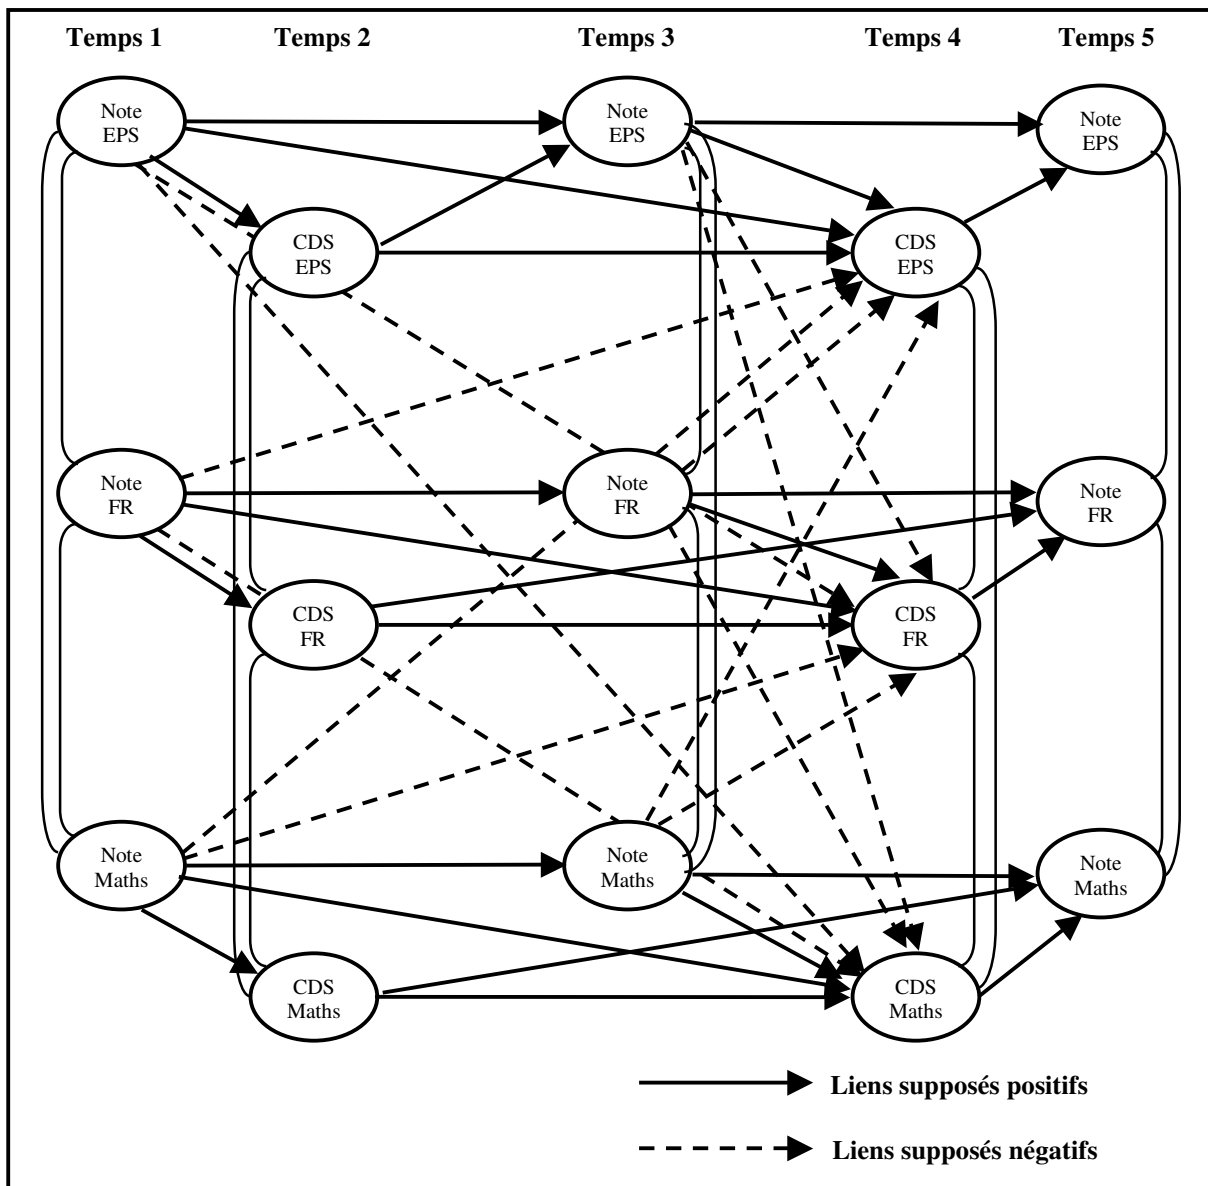 Temps 1
Temps 2
Temps 3
Temps 4
Temps 5
Note
EPS
Note
EPS
Note
EPS
CDS
EPS
CDS
EPS
Note
FR
Note
FR
Note
FR
CDS
FR
CDS
FR
Note
Maths
Note
Maths
Note
Maths
CDS
Maths
CDS
Maths
Liens supposés positifs
Liens supposés négatifs